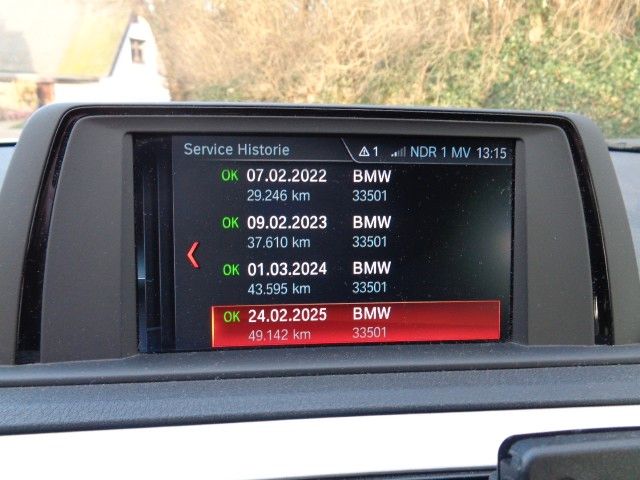 Service Historie 1 NDR 1 MV 13:15
OK 07.02.2022 BMW
29.246 km 33501
OK 09.02.2023 BMW
37.610 km 33501
OK 01.03.2024 BMW
43.595 km 33501
OK 24.02.2025 BMW
49.142 km 33501